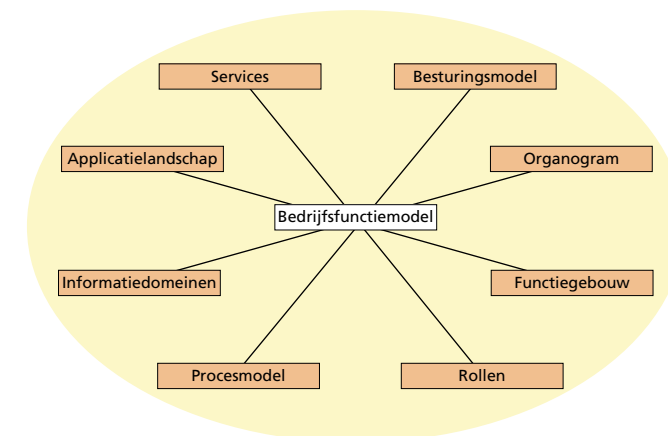 Services
Besturingsmodel
Applicatielandschap
Organogram
Bedrijfsfunctiemodel
Informatiedomeinen
Functiegebouw
Procesmodel
Rollen